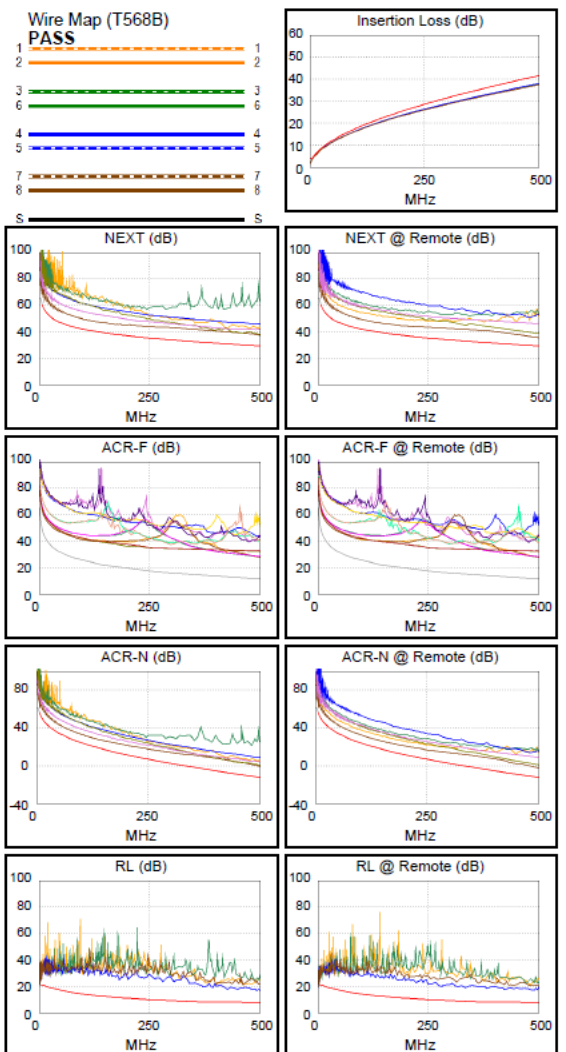 Wire Map (T568B)
PASS
1 1
2 2
3 3
6 6
4 4
5 5
7 7
8 8
S S
Insertion Loss (dB)
60
50
40
30
20
10
0
0 250 500
MHz
NEXT (dB)
100
80
60
40
20
0
0 250 500
MHz
NEXT @ Remote (dB)
100
80
60
40
20
0
0 250 500
MHz
ACR-F (dB)
100
80
60
40
20
0
0 250 500
MHz
ACR-F @ Remote (dB)
100
80
60
40
20
0
0 250 500
MHz
ACR-N (dB)
80
40
0
-40
0 250 500
MHz
ACR-N @ Remote (dB)
80
40
0
-40
0 250 500
MHz
RL (dB)
100
80
60
40
20
0
0 250 500
MHz
RL @ Remote (dB)
100
80
60
40
20
0
0 250 500
MHz